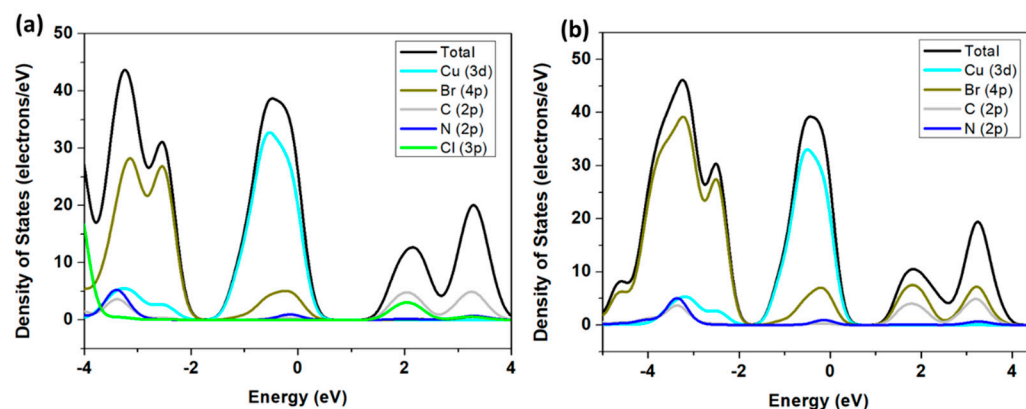 (a)
Density of States (electrons/eV)
50
40
30
20
10
0
Total
Cu (3d)
Br (4p)
C (2p)
N (2p)
Cl (3p)
-4 -2 0 2 4
Energy (eV)
(b)
Density of States (electrons/eV)
50
40
30
20
10
0
Total
Cu (3d)
Br (4p)
C (2p)
N (2p)
-4 -2 0 2 4
Energy (eV)